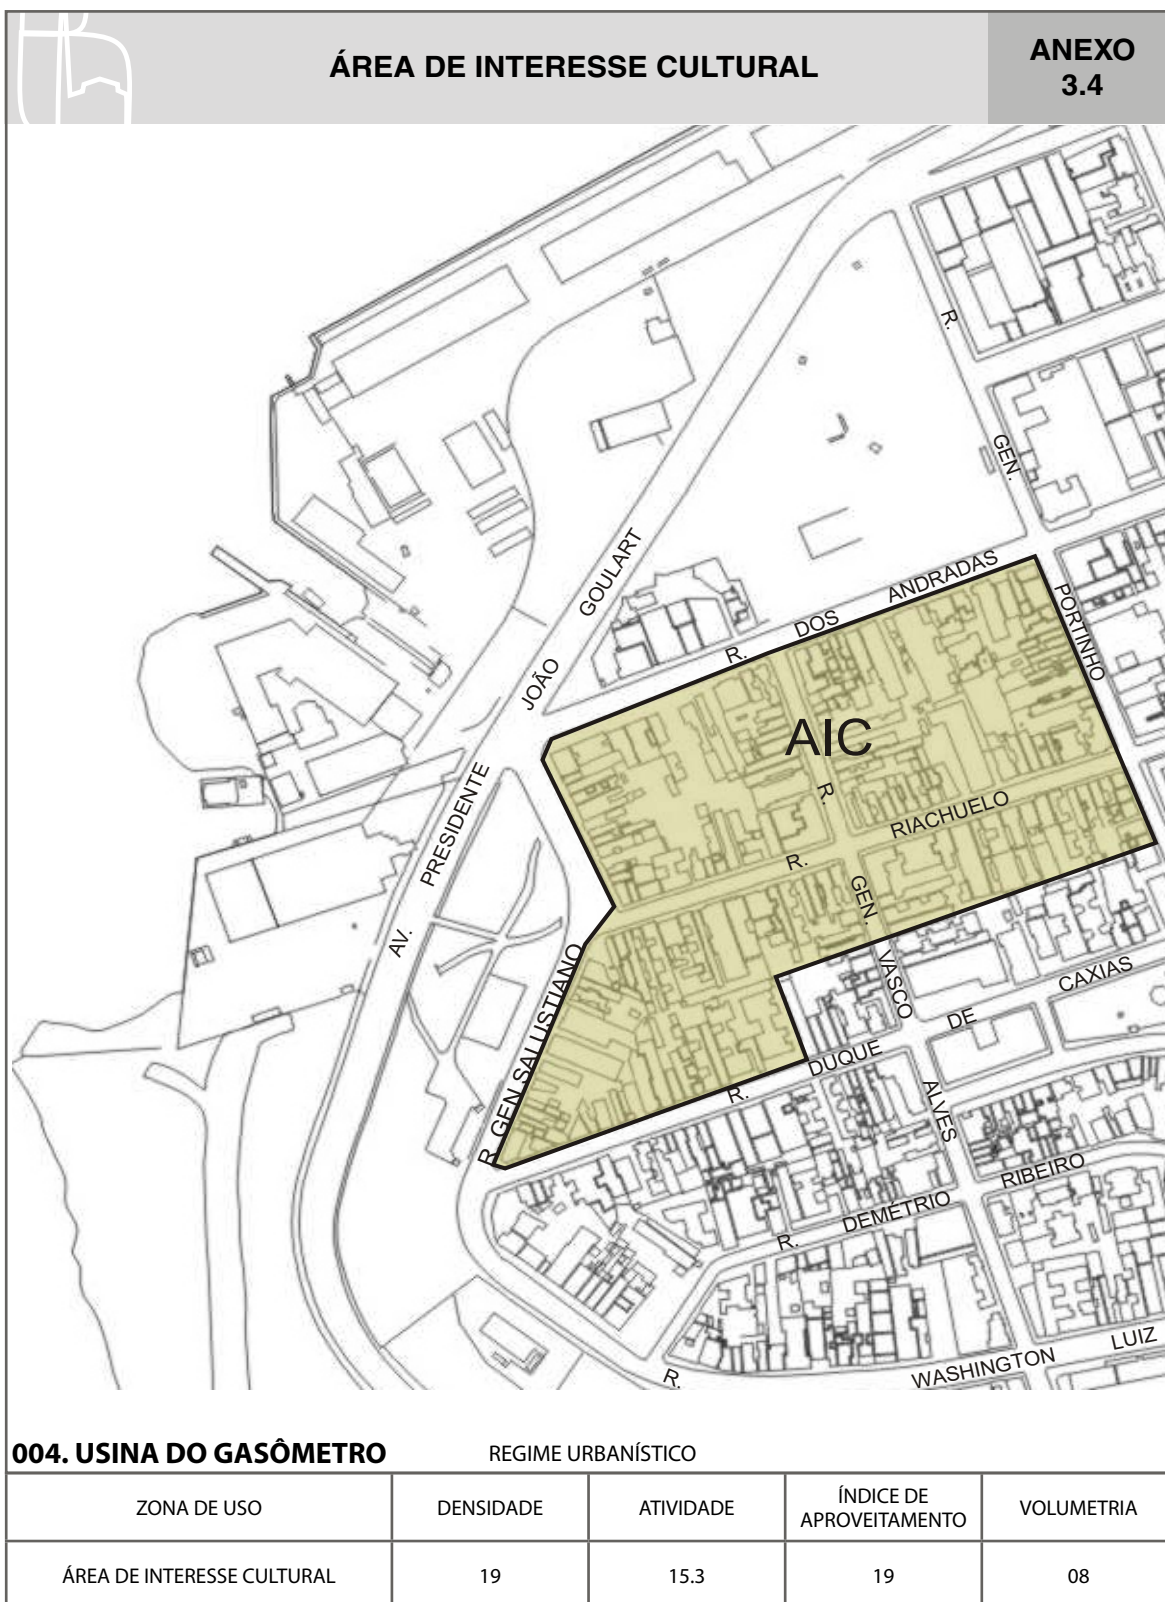 ÁREA DE INTERESSE CULTURAL
ANEXO
3.4
R.
GEN.
PORTINHO
R. DOS ANDRADAS
AV. PRESIDENTE JOÃO GOULART
AIC
R. RIACHUELO
R. GEN. VASCO ALVES
R. GEN.SALUSTIANO
R. DUQUE DE CAXIAS
R. DEMÉTRIO RIBEIRO
R. WASHINGTON LUIZ
004. USINA DO GASÔMETRO
REGIME URBANÍSTICO
ZONA DE USO
DENSIDADE
ATIVIDADE
ÍNDICE DE
APROVEITAMENTO
VOLUMETRIA
ÁREA DE INTERESSE CULTURAL
19
15.3
19
08